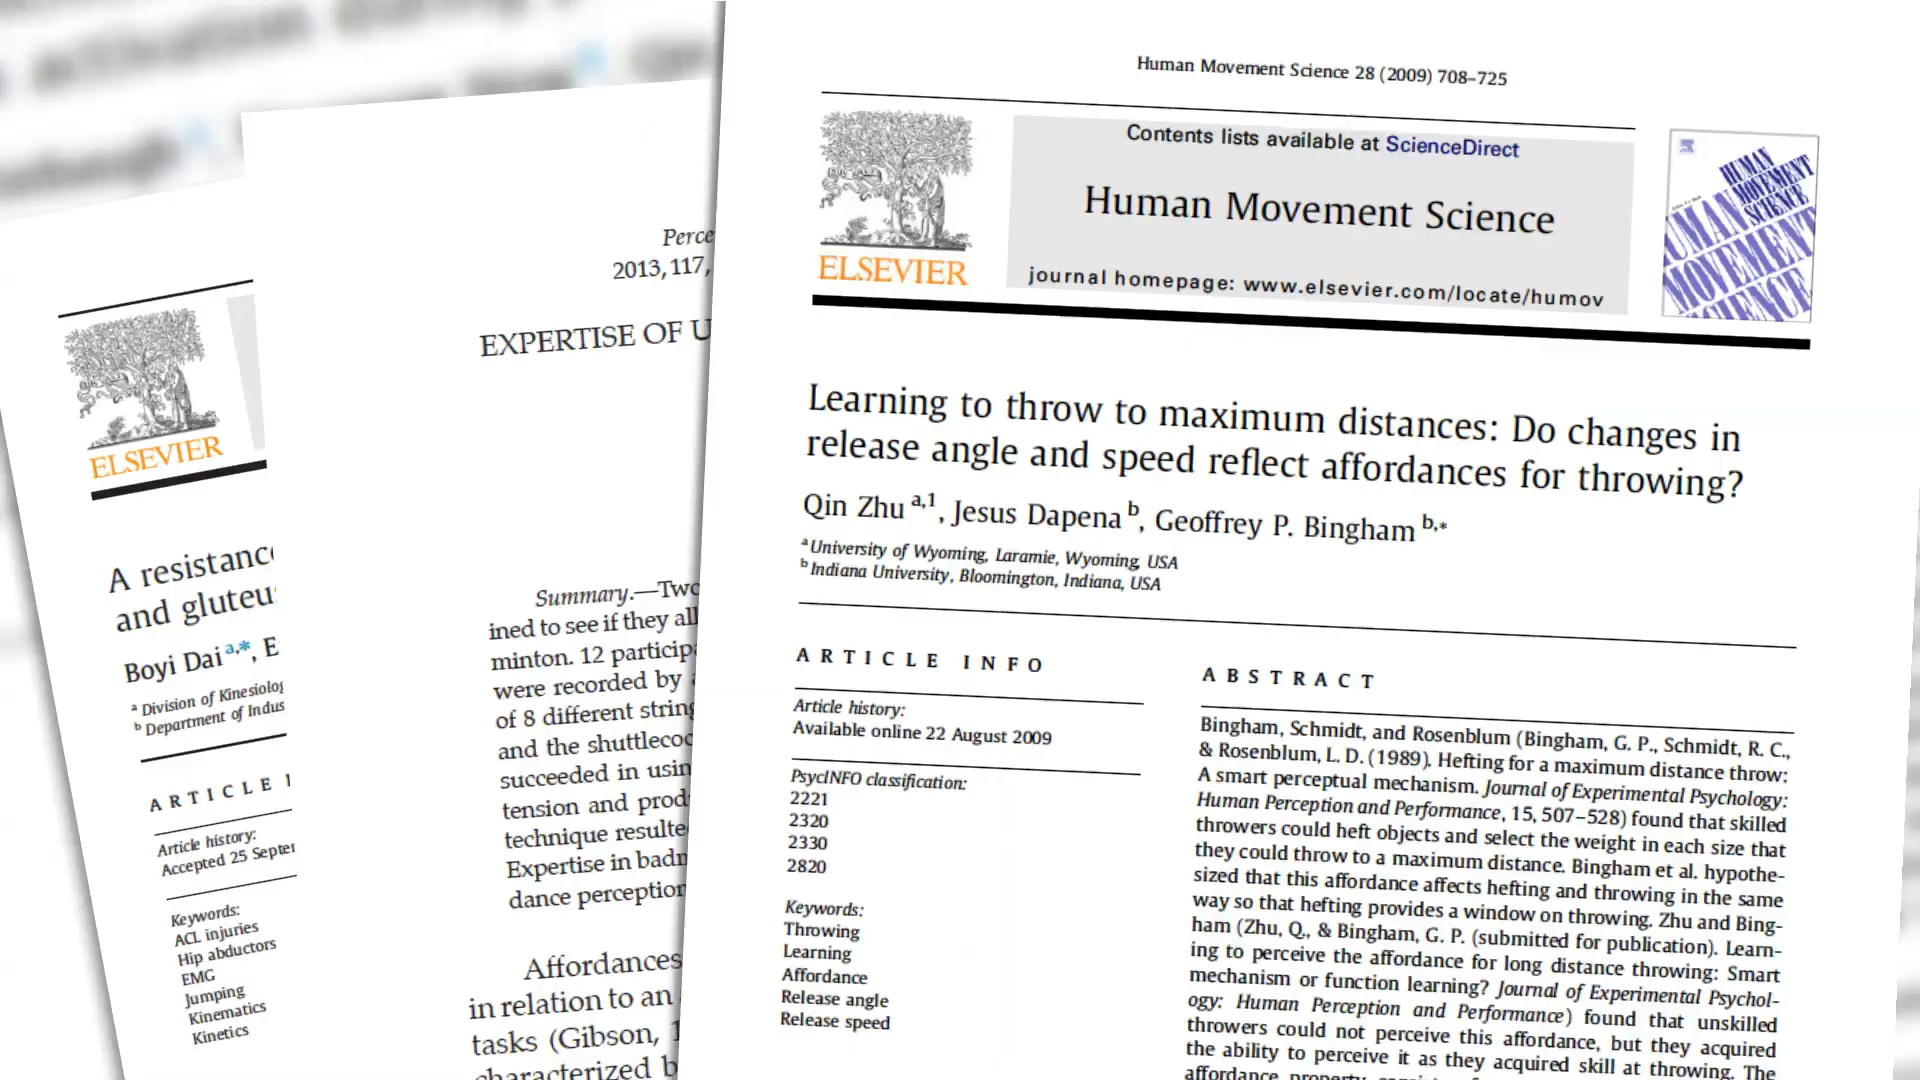 activation during
Perce
2013, 117,
EXPERTISE OF U
Summary.—Two
ined to see if they all
minton. 12 particip
were recorded by
of 8 different string
and the shuttlecoc
succeeded in usin
tension and prod
technique resulte
Expertise in badn
dance perception
Affordances
in relation to an
tasks (Gibson, 1
characterized b
ELSEVIER
A resistance
and gluteu
Boyi Dai a,*, E
a Division of Kinesiolog
b Department of Indus
ARTICLE I
Article history:
Accepted 25 Septer
Keywords:
ACL injuries
Hip abductors
EMG
Jumping
Kinematics
Kinetics
Human Movement Science 28 (2009) 708–725
Contents lists available at ScienceDirect
Human Movement Science
journal homepage: www.elsevier.com/locate/humov
ELSEVIER
HUMAN
MOVEMENT
SCIENCE
HUMAN
MOVEMENT
SCIENCE
Learning to throw to maximum distances: Do changes in
release angle and speed reflect affordances for throwing?
Qin Zhu a,1, Jesus Dapena b, Geoffrey P. Bingham b,*
a University of Wyoming, Laramie, Wyoming, USA
b Indiana University, Bloomington, Indiana, USA
ARTICLE INFO
Article history:
Available online 22 August 2009
PsycINFO classification:
2221
2320
2330
2820
Keywords:
Throwing
Learning
Affordance
Release angle
Release speed
ABSTRACT
Bingham, Schmidt, and Rosenblum (Bingham, G. P., Schmidt, R. C.,
& Rosenblum, L. D. (1989). Hefting for a maximum distance throw:
A smart perceptual mechanism. Journal of Experimental Psychology:
Human Perception and Performance, 15, 507–528) found that skilled
throwers could heft objects and select the weight in each size that
they could throw to a maximum distance. Bingham et al. hypothe-
sized that this affordance affects hefting and throwing in the same
way so that hefting provides a window on throwing. Zhu and Bing-
ham (Zhu, Q., & Bingham, G. P. (submitted for publication). Learn-
ing to perceive the affordance for long distance throwing: Smart
mechanism or function learning? Journal of Experimental Psychol-
ogy: Human Perception and Performance) found that unskilled
throwers could not perceive this affordance, but they acquired
the ability to perceive it as they acquired skill at throwing. The
affordance property